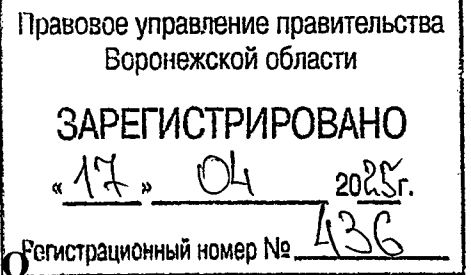 Правовое управление правительства
Воронежской области
ЗАРЕГИСТРИРОВАНО
«17» 04 2025г.
Регистрационный номер № 436